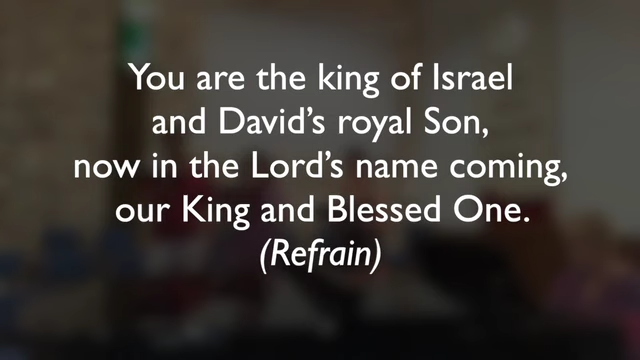 You are the king of Israel
and David’s royal Son,
now in the Lord’s name coming,
our King and Blessed One.
(Refrain)